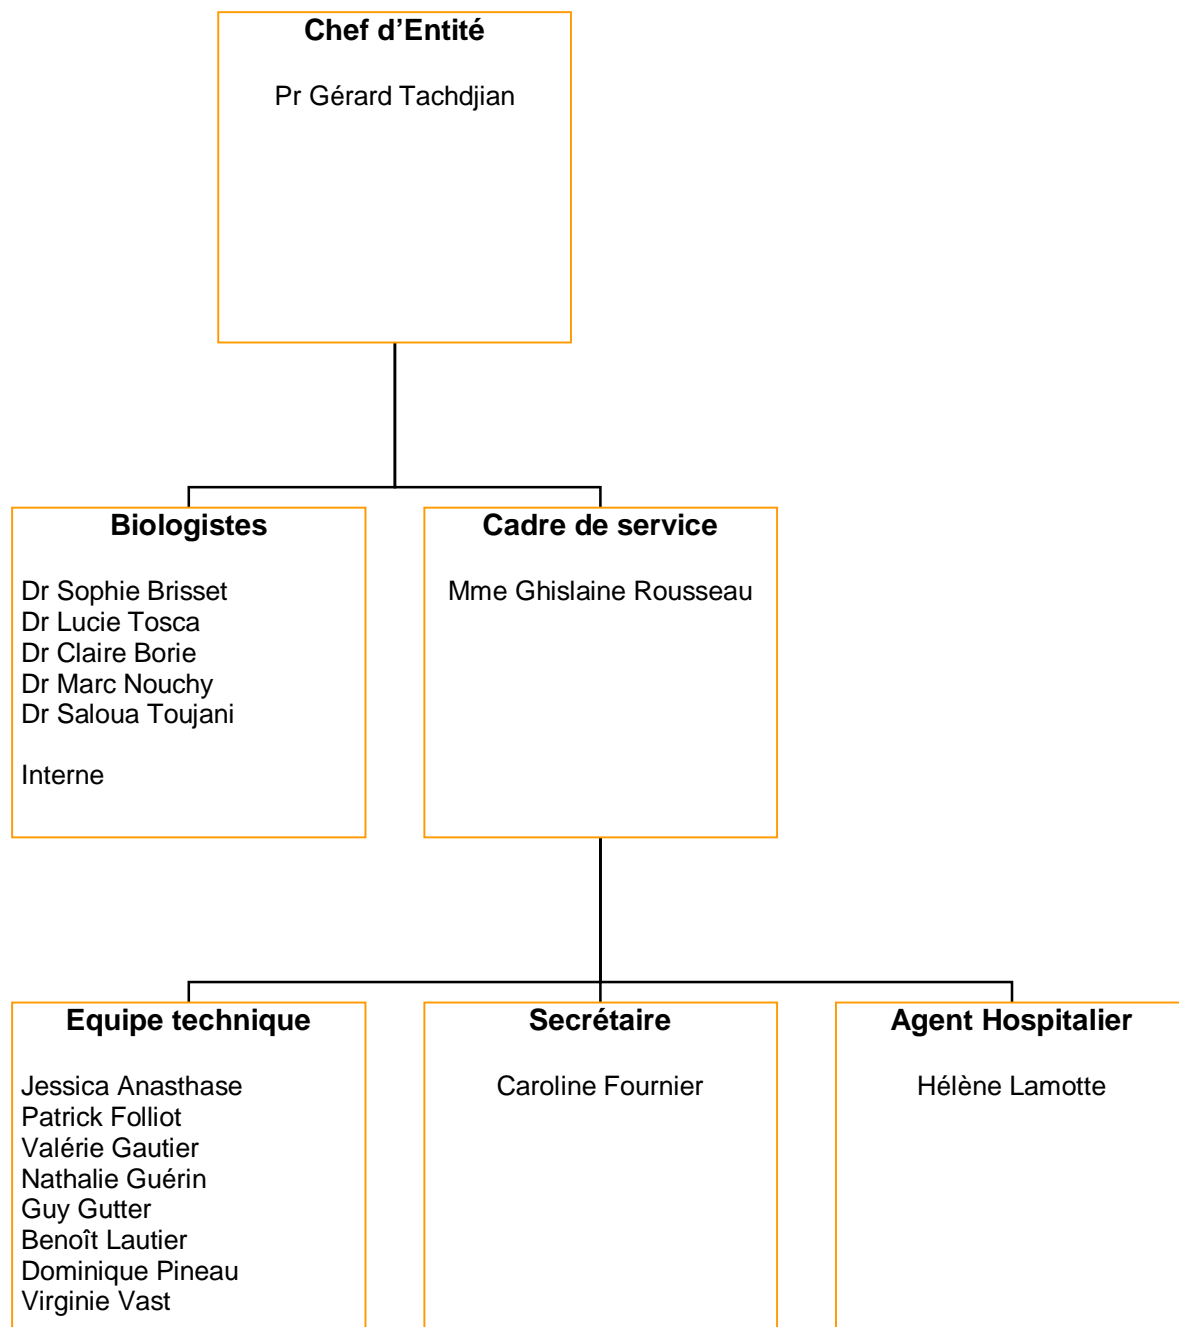 Chef d’Entité
Pr Gérard Tachdjian
Biologistes
Dr Sophie Brisset
Dr Lucie Tosca
Dr Claire Borie
Dr Marc Nouchy
Dr Saloua Toujani
Interne
Cadre de service
Mme Ghislaine Rousseau
Equipe technique
Jessica Anasthase
Patrick Folliot
Valérie Gautier
Nathalie Guérin
Guy Gutter
Benoît Lautier
Dominique Pineau
Virginie Vast
Secrétaire
Caroline Fournier
Agent Hospitalier
Hélène Lamotte